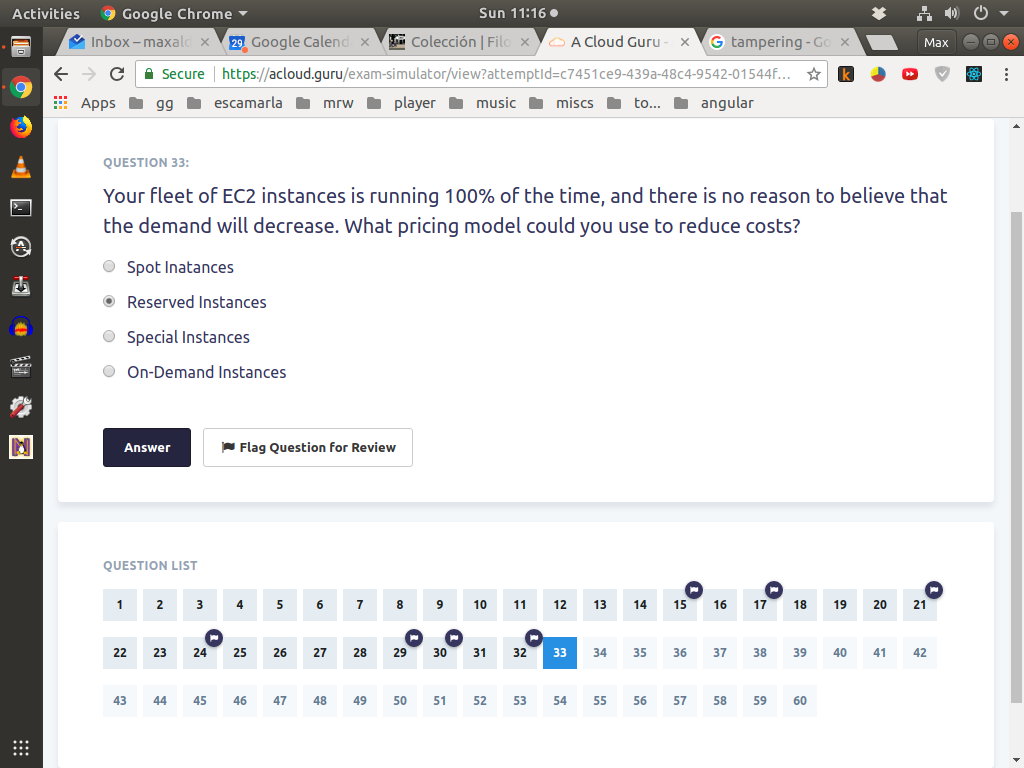 Activities Google Chrome Sun 11:16
Inbox – maxald Google Calend Colección | Filo A Cloud Guru - tampering - Go Max
Secure https://acloud.guru/exam-simulator/view?attemptId=c7451ce9-439a-48c4-9542-01544f...
Apps gg escamarla mrw player music miscs to... angular
QUESTION 33:
Your fleet of EC2 instances is running 100% of the time, and there is no reason to believe that
the demand will decrease. What pricing model could you use to reduce costs?
Spot Inatances
Reserved Instances
Special Instances
On-Demand Instances
Answer Flag Question for Review
QUESTION LIST
1 2 3 4 5 6 7 8 9 10 11 12 13 14 15 16 17 18 19 20 21
22 23 24 25 26 27 28 29 30 31 32 33 34 35 36 37 38 39 40 41 42
43 44 45 46 47 48 49 50 51 52 53 54 55 56 57 58 59 60